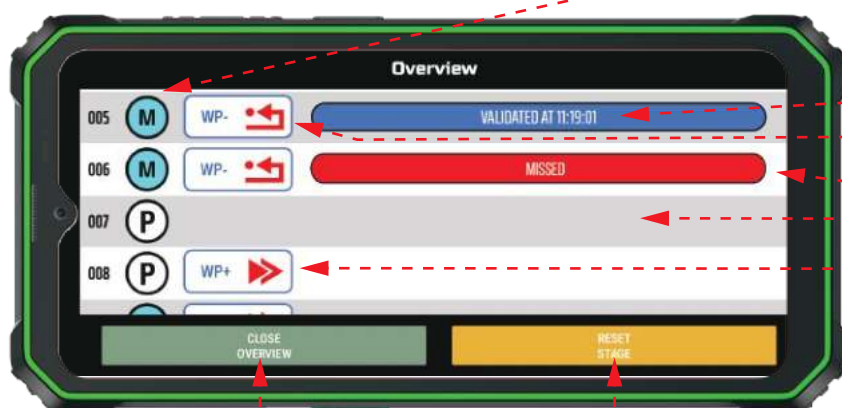 Overview
005 M WP- VALIDATED AT 11:19:01
006 M WP- MISSED
007 P
008 P WP+
CLOSE
OVERVIEW
RESET
STAGE